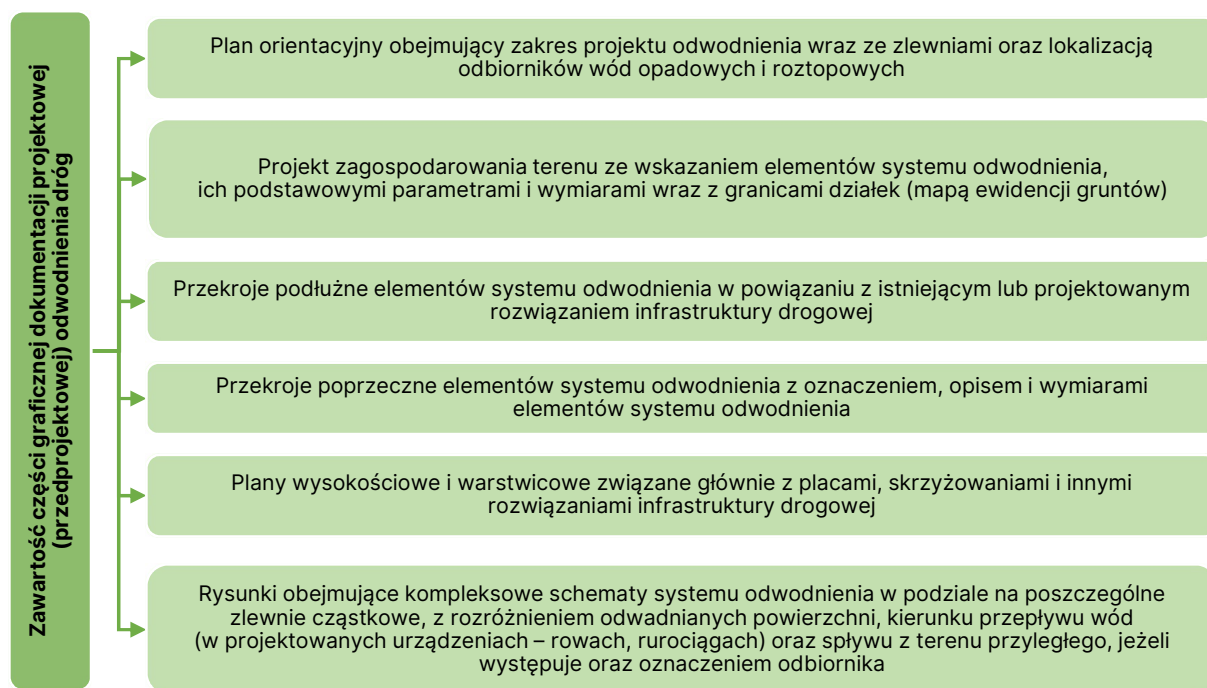 Zawartość części graficznej dokumentacji projektowej
(przedprojektowej) odwodnienia dróg
Plan orientacyjny obejmujący zakres projektu odwodnienia wraz ze zlewniami oraz lokalizacją
odbiorników wód opadowych i roztopowych
Projekt zagospodarowania terenu ze wskazaniem elementów systemu odwodnienia,
ich podstawowymi parametrami i wymiarami wraz z granicami działek (mapą ewidencji gruntów)
Przekroje podłużne elementów systemu odwodnienia w powiązaniu z istniejącym lub projektowanym
rozwiązaniem infrastruktury drogowej
Przekroje poprzeczne elementów systemu odwodnienia z oznaczeniem, opisem i wymiarami
elementów systemu odwodnienia
Plany wysokościowe i warstwicowe związane głównie z placami, skrzyżowaniami i innymi
rozwiązaniami infrastruktury drogowej
Rysunki obejmujące kompleksowe schematy systemu odwodnienia w podziale na poszczególne
zlewnie cząstkowe, z rozróżnieniem odwadnianych powierzchni, kierunku przepływu wód
(w projektowanych urządzeniach – rowach, rurociągach) oraz spływu z terenu przyległego, jeżeli
występuje oraz oznaczeniem odbiornika